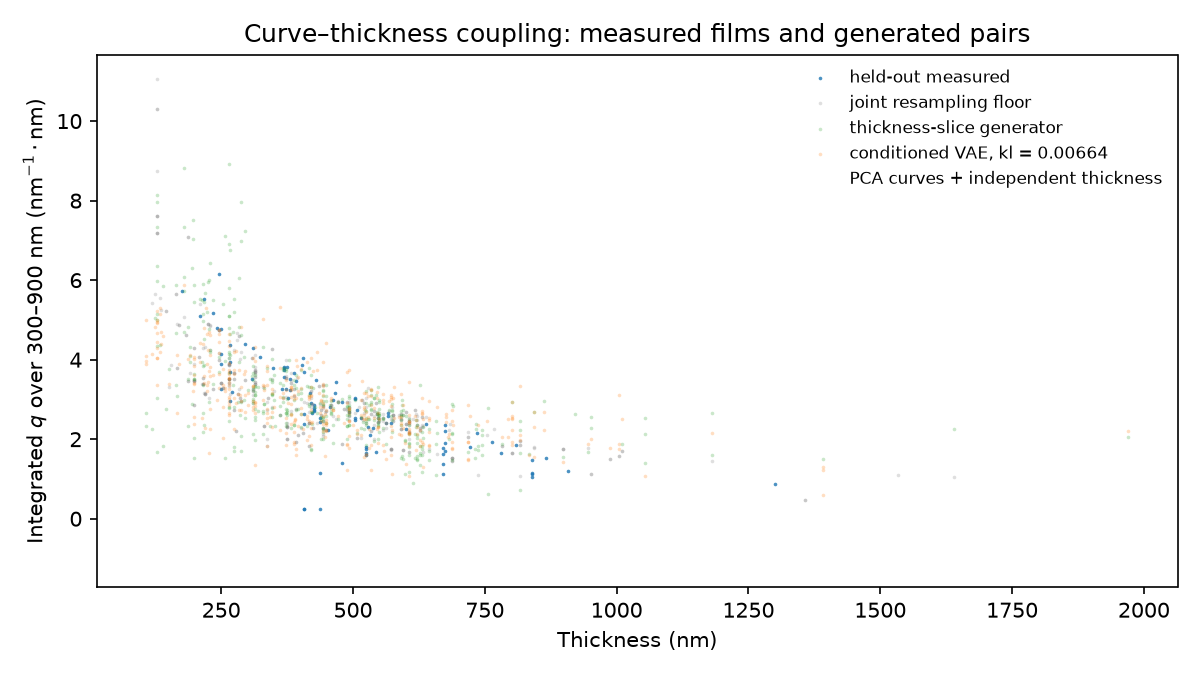 Curve–thickness coupling: measured films and generated pairs
held-out measured
joint resampling floor
thickness-slice generator
conditioned VAE, kl = 0.00664
PCA curves + independent thickness
Integrated q over 300–900 nm (nm⁻¹ · nm)
10
8
6
4
2
0
250
500
750
1000
1250
1500
1750
2000
Thickness (nm)